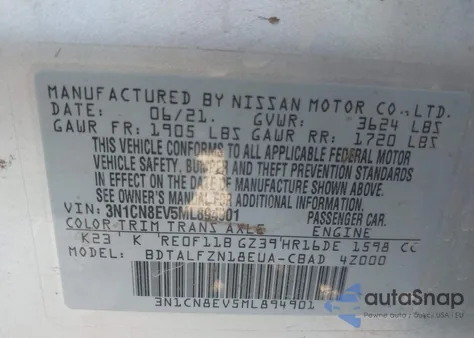 MANUFACTURED BY NISSAN MOTOR CO., LTD.
DATE: 06/21. GVWR: 3624 LBS
GAWR FR: 1905 LBS GAWR RR: 1720 LBS
THIS VEHICLE CONFORMS TO ALL APPLICABLE FEDERAL MOTOR
VEHICLE SAFETY, BUMPER AND THEFT PREVENTION STANDARDS
IN EFFECT ON THE DATE OF MANUFACTURE SHOWN ABOVE.
SEE OWNER'S MANUAL FOR ADDITIONAL INFORMATION.
VIN: 3N1CN8EV5ML894901 PASSENGER CAR.
COLOR TRIM TRANS AXLE ENGINE
K23 K RE0F11B GZ39 HR16DE 1598 CC
MODEL: BDTALFZN18EUA-CBAD 4Z000
3N1CN8EV5ML894901
autoSnap